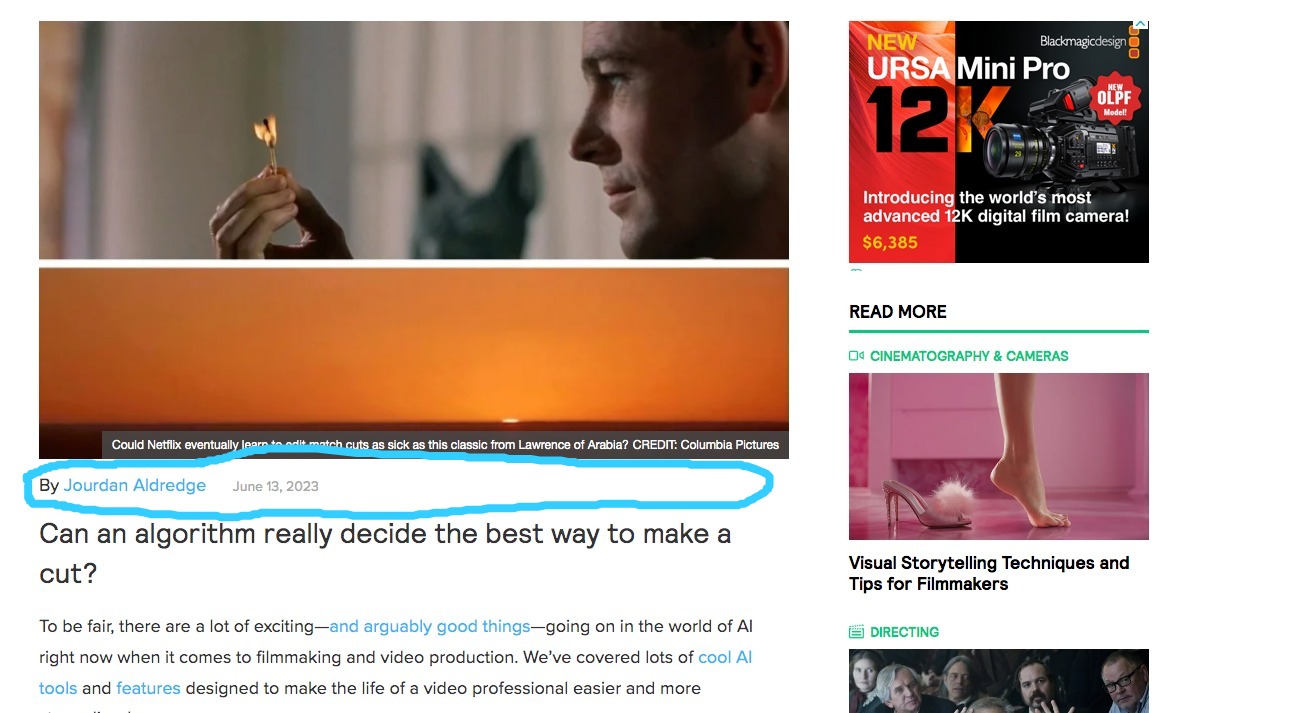 Could Netflix eventually learn to edit match cuts as sick as this classic from Lawrence of Arabia? CREDIT: Columbia Pictures
By Jourdan Aldredge June 13, 2023
Can an algorithm really decide the best way to make a
cut?
To be fair, there are a lot of exciting—and arguably good things—going on in the world of AI
right now when it comes to filmmaking and video production. We've covered lots of cool AI
tools and features designed to make the life of a video professional easier and more
NEW
Blackmagicdesign
URSA Mini Pro
12K
NEW
OLPF
Model!
Introducing the world's most
advanced 12K digital film camera!
$6,385
READ MORE
CINEMATOGRAPHY & CAMERAS
Visual Storytelling Techniques and
Tips for Filmmakers
DIRECTING